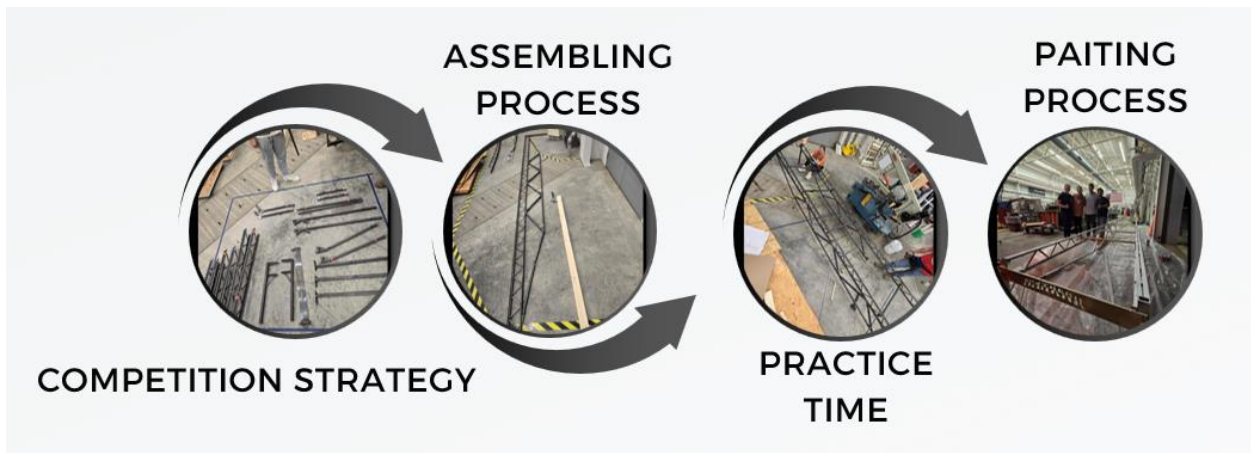 COMPETITION STRATEGY
ASSEMBLING
PROCESS
PRACTICE
TIME
PAITING
PROCESS